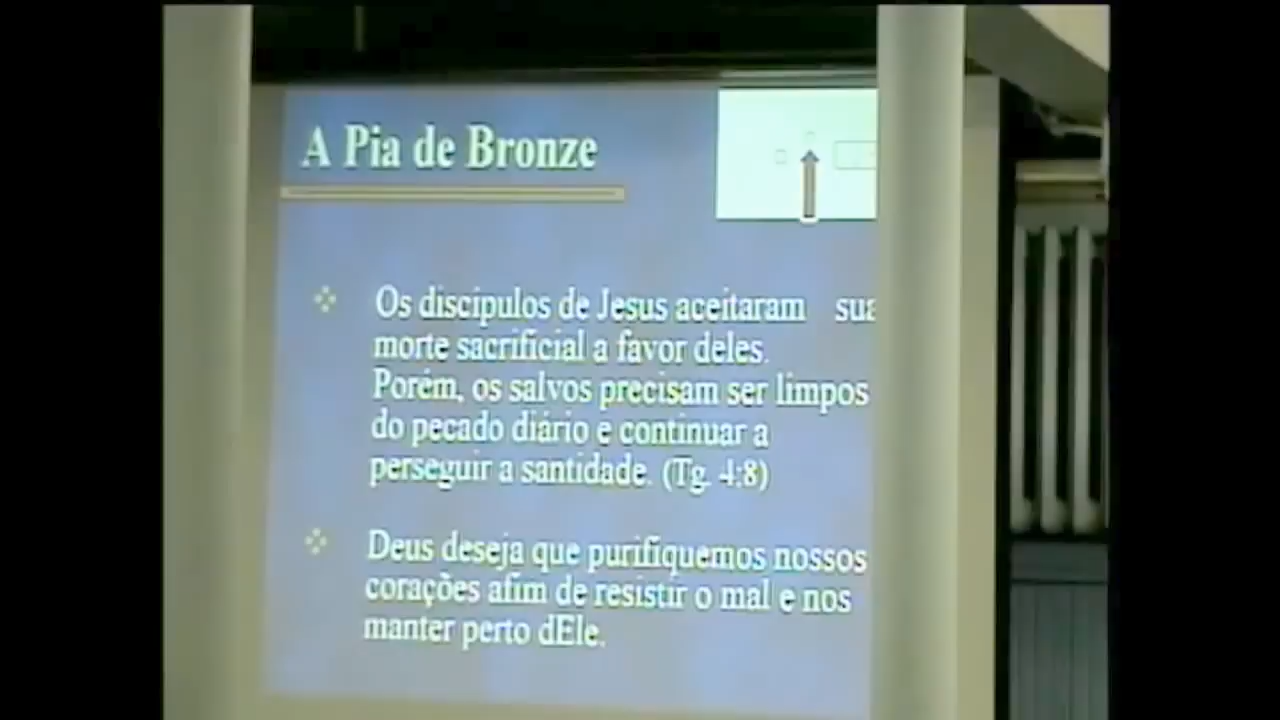 A Pia de Bronze
Os discípulos de Jesus aceitaram sua
morte sacrificial a favor deles.
Porém, os salvos precisam ser limpos
do pecado diário e continuar a
perseguir a santidade. (Tg. 4:8)
Deus deseja que purifiquemos nossos
corações afim de resistir o mal e nos
manter perto dEle.